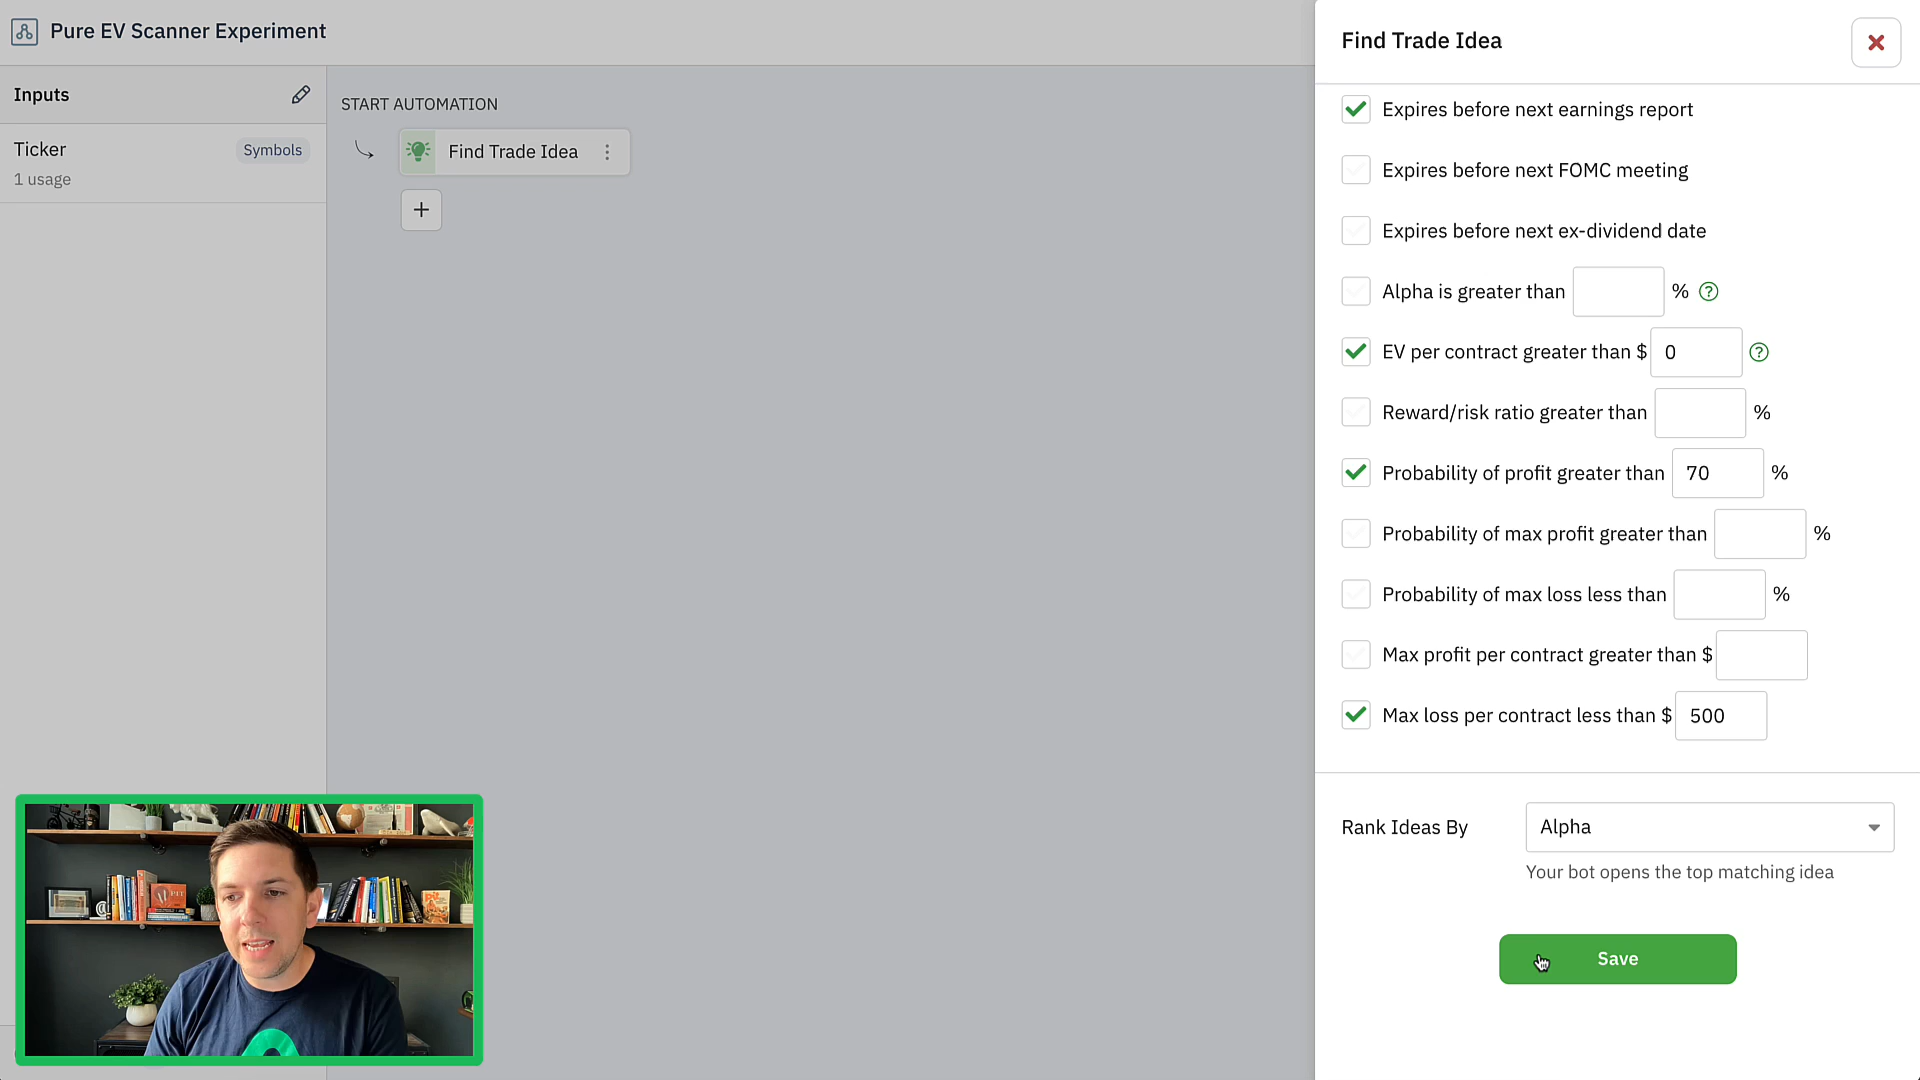 Pure EV Scanner Experiment
Inputs
Ticker
Symbols
1 usage
START AUTOMATION
Find Trade Idea
Find Trade Idea
Expires before next earnings report
Expires before next FOMC meeting
Expires before next ex-dividend date
Alpha is greater than %
EV per contract greater than $ 0
Reward/risk ratio greater than %
Probability of profit greater than 70 %
Probability of max profit greater than %
Probability of max loss less than %
Max profit per contract greater than $
Max loss per contract less than $ 500
Rank Ideas By Alpha
Your bot opens the top matching idea
Save